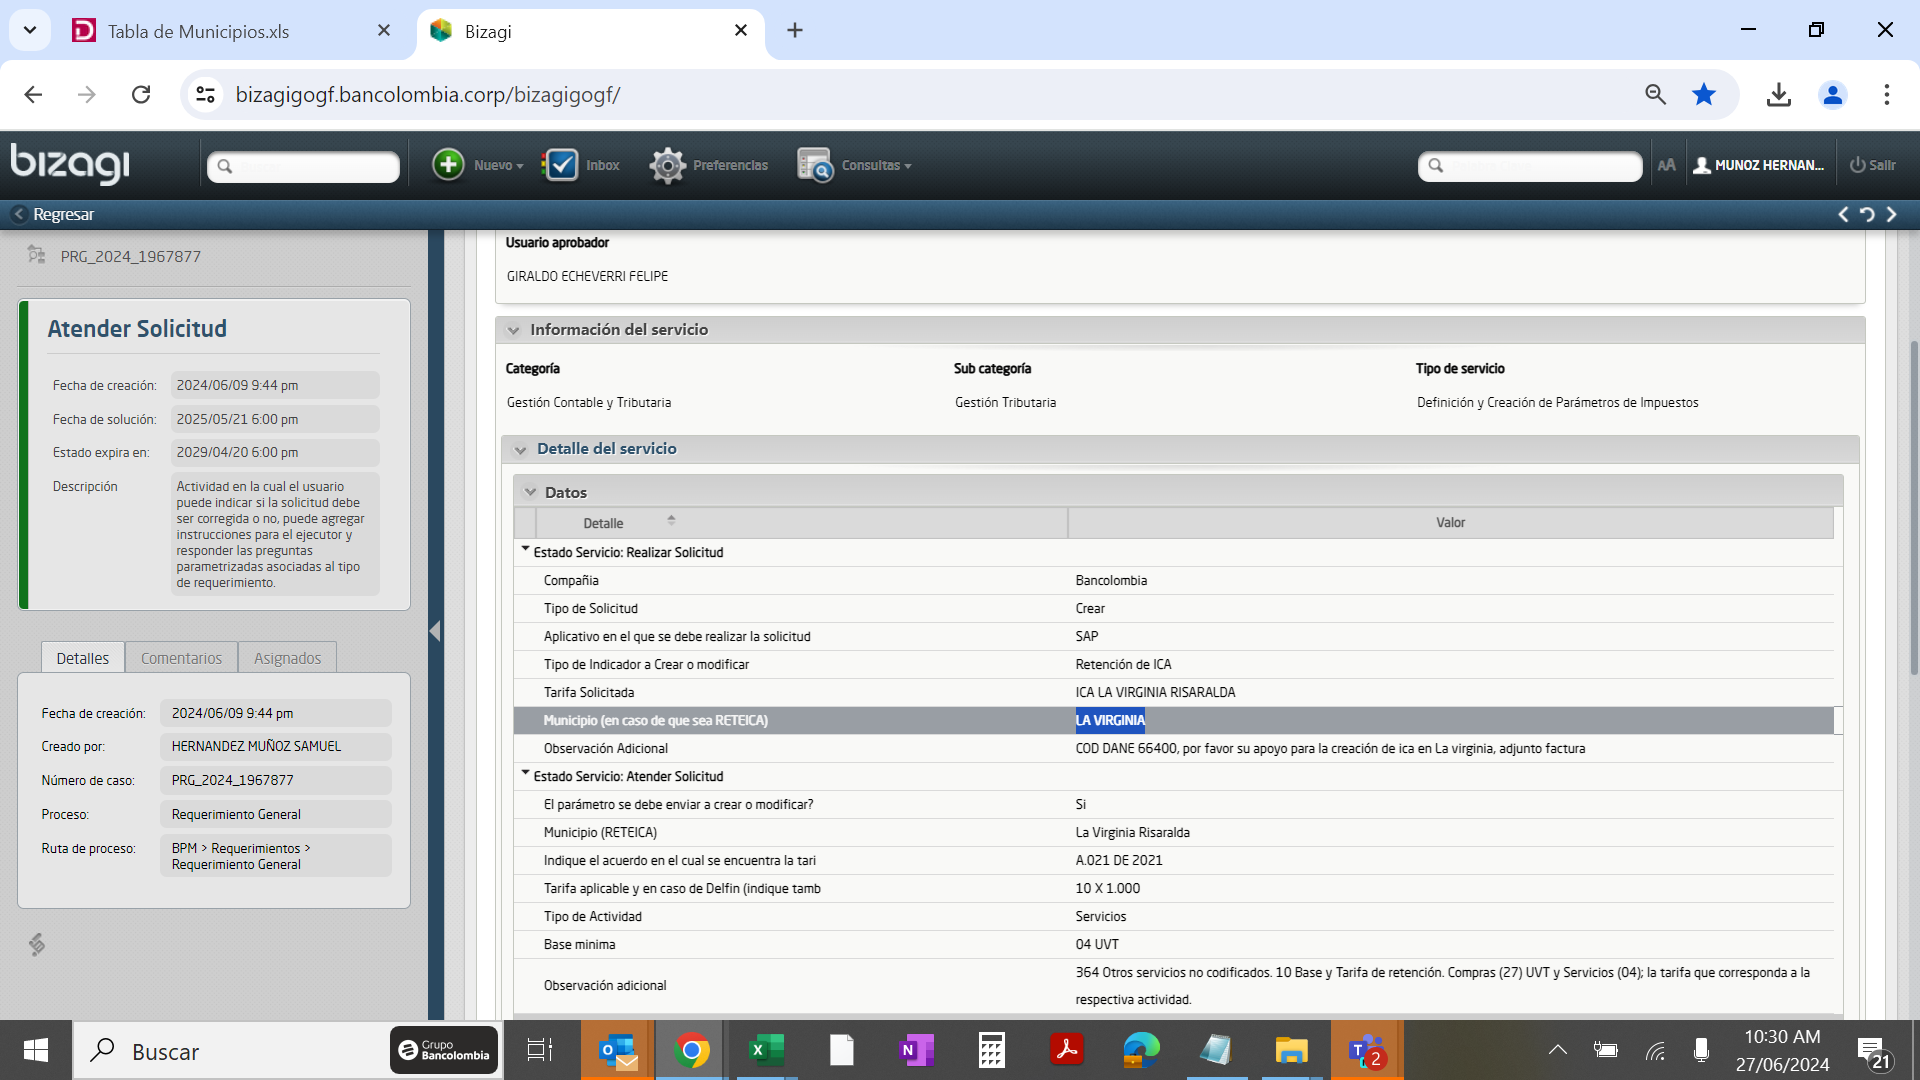 Tabla de Municipios.xls
Bizagi
bizagigogf.bancolombia.corp/bizagigogf/
bizagi
Nuevo
Inbox
Preferencias
Consultas
AA
MUNOZ HERNAN...
Salir
Regresar
PRG_2024_1967877
Atender Solicitud
Fecha de creación: 2024/06/09 9:44 pm
Fecha de solución: 2025/05/21 6:00 pm
Estado expira en: 2029/04/20 6:00 pm
Descripción
Actividad en la cual el usuario
puede indicar si la solicitud debe
ser corregida o no, puede agregar
instrucciones para el ejecutor y
responder las preguntas
parametrizadas asociadas al tipo
de requerimiento.
Detalles
Comentarios
Asignados
Fecha de creación: 2024/06/09 9:44 pm
Creado por: HERNANDEZ MUÑOZ SAMUEL
Número de caso: PRG_2024_1967877
Proceso: Requerimiento General
Ruta de proceso: BPM > Requerimientos >
Requerimiento General
Usuario aprobador
GIRALDO ECHEVERRI FELIPE
Información del servicio
Categoría Sub categoría Tipo de servicio
Gestión Contable y Tributaria Gestión Tributaria Definición y Creación de Parámetros de Impuestos
Detalle del servicio
Datos
Detalle Valor
Estado Servicio: Realizar Solicitud
Compañia Bancolombia
Tipo de Solicitud Crear
Aplicativo en el que se debe realizar la solicitud SAP
Tipo de Indicador a Crear o modificar Retención de ICA
Tarifa Solicitada ICA LA VIRGINIA RISARALDA
Municipio (en caso de que sea RETEICA) LA VIRGINIA
Observación Adicional COD DANE 66400, por favor su apoyo para la creación de ica en La virginia, adjunto factura
Estado Servicio: Atender Solicitud
El parámetro se debe enviar a crear o modificar? Si
Municipio (RETEICA) La Virginia Risaralda
Indique el acuerdo en el cual se encuentra la tari A.021 DE 2021
Tarifa aplicable y en caso de Delfin (indique tamb 10 X 1.000
Tipo de Actividad Servicios
Base minima 04 UVT
Observación adicional 364 Otros servicios no codificados. 10 Base y Tarifa de retención. Compras (27) UVT y Servicios (04); la tarifa que corresponda a la
respectiva actividad.
Buscar
Grupo
Bancolombia
2
10:30 AM
27/06/2024
21